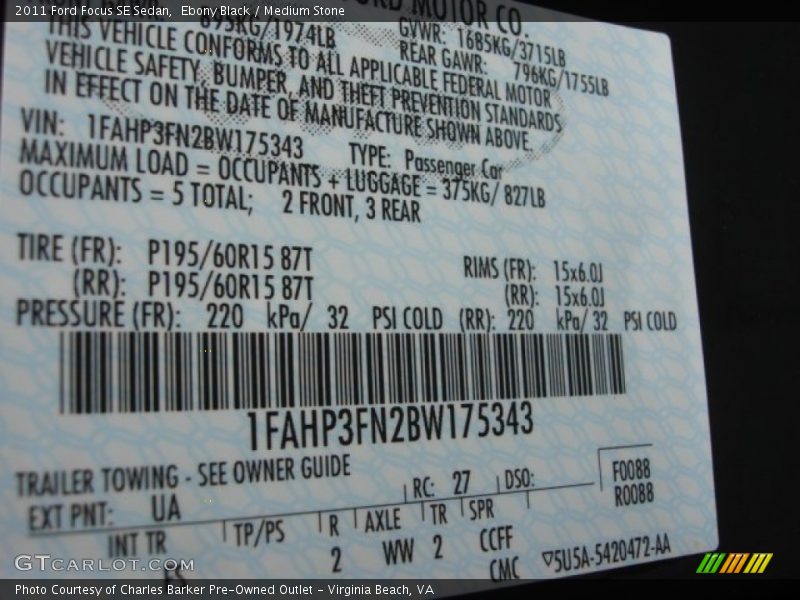 2011 Ford Focus SE Sedan, Ebony Black / Medium Stone
FORD MOTOR CO.
895KG/1974LB
GVWR: 1685KG/3715LB
REAR GAWR: 796KG/1755LB
THIS VEHICLE CONFORMS TO ALL APPLICABLE FEDERAL MOTOR
VEHICLE SAFETY, BUMPER, AND THEFT PREVENTION STANDARDS
IN EFFECT ON THE DATE OF MANUFACTURE SHOWN ABOVE.
VIN: 1FAHP3FN2BW175343 TYPE: Passenger Car
MAXIMUM LOAD = OCCUPANTS + LUGGAGE = 375KG/ 827LB
OCCUPANTS = 5 TOTAL; 2 FRONT, 3 REAR
TIRE (FR): P195/60R15 87T RIMS (FR): 15x6.0J
(RR): P195/60R15 87T (RR): 15x6.0J
PRESSURE (FR): 220 kPa/ 32 PSI COLD (RR): 220 kPa/ 32 PSI COLD
1FAHP3FN2BW175343
TRAILER TOWING - SEE OWNER GUIDE
RC: 27 DSO: F0088
EXT PNT: UA R0088
INT TR TP/PS R AXLE TR SPR
FS 2 WW 2 CCFF
CMC ▽5U5A-5420472-AA
GTCARLOT.COM
Photo Courtesy of Charles Barker Pre-Owned Outlet - Virginia Beach, VA